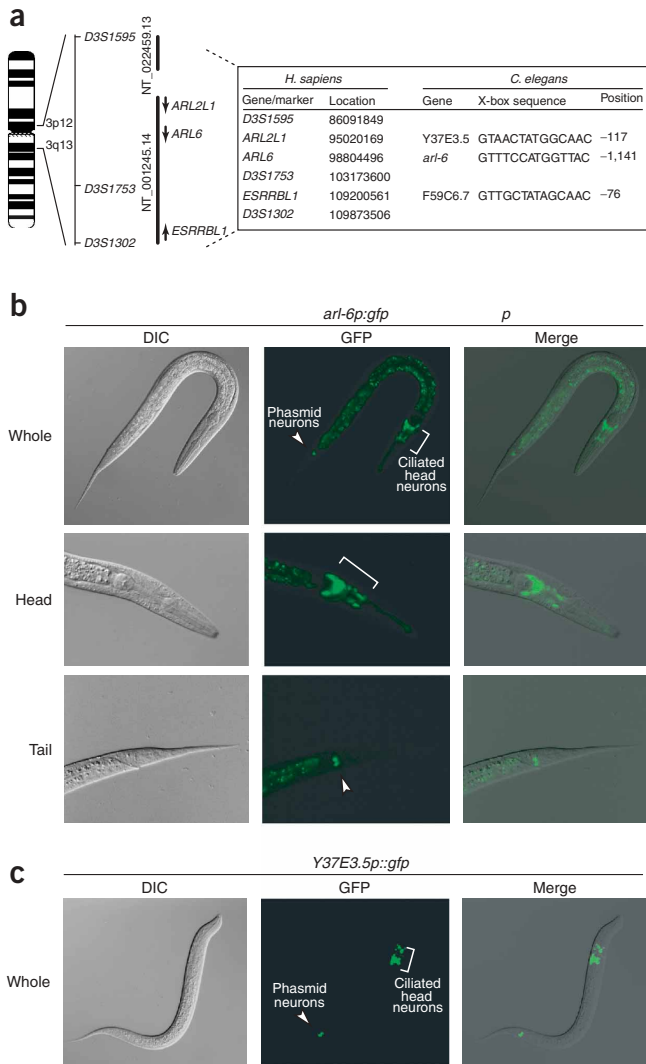 a
D3S1595
NT_022459.13
3p12
3q13
ARL2L1
ARL6
NT_001245.14
D3S1753
ESRRBL1
D3S1302
H. sapiens C. elegans
Gene/marker Location Gene X-box sequence Position
D3S1595 86091849
ARL2L1 95020169 Y37E3.5 GTAACTATGGCAAC –117
ARL6 98804496 arl-6 GTTTCCATGGTTAC –1,141
D3S1753 103173600
ESRRBL1 109200561 F59C6.7 GTTGCTATAGCAAC –76
D3S1302 109873506
b
arl-6p:gfp p
DIC GFP Merge
Whole
Phasmid
neurons
Ciliated
head
neurons
Head
Tail
c
Y37E3.5p::gfp
DIC GFP Merge
Whole
Phasmid
neurons
Ciliated
head
neurons